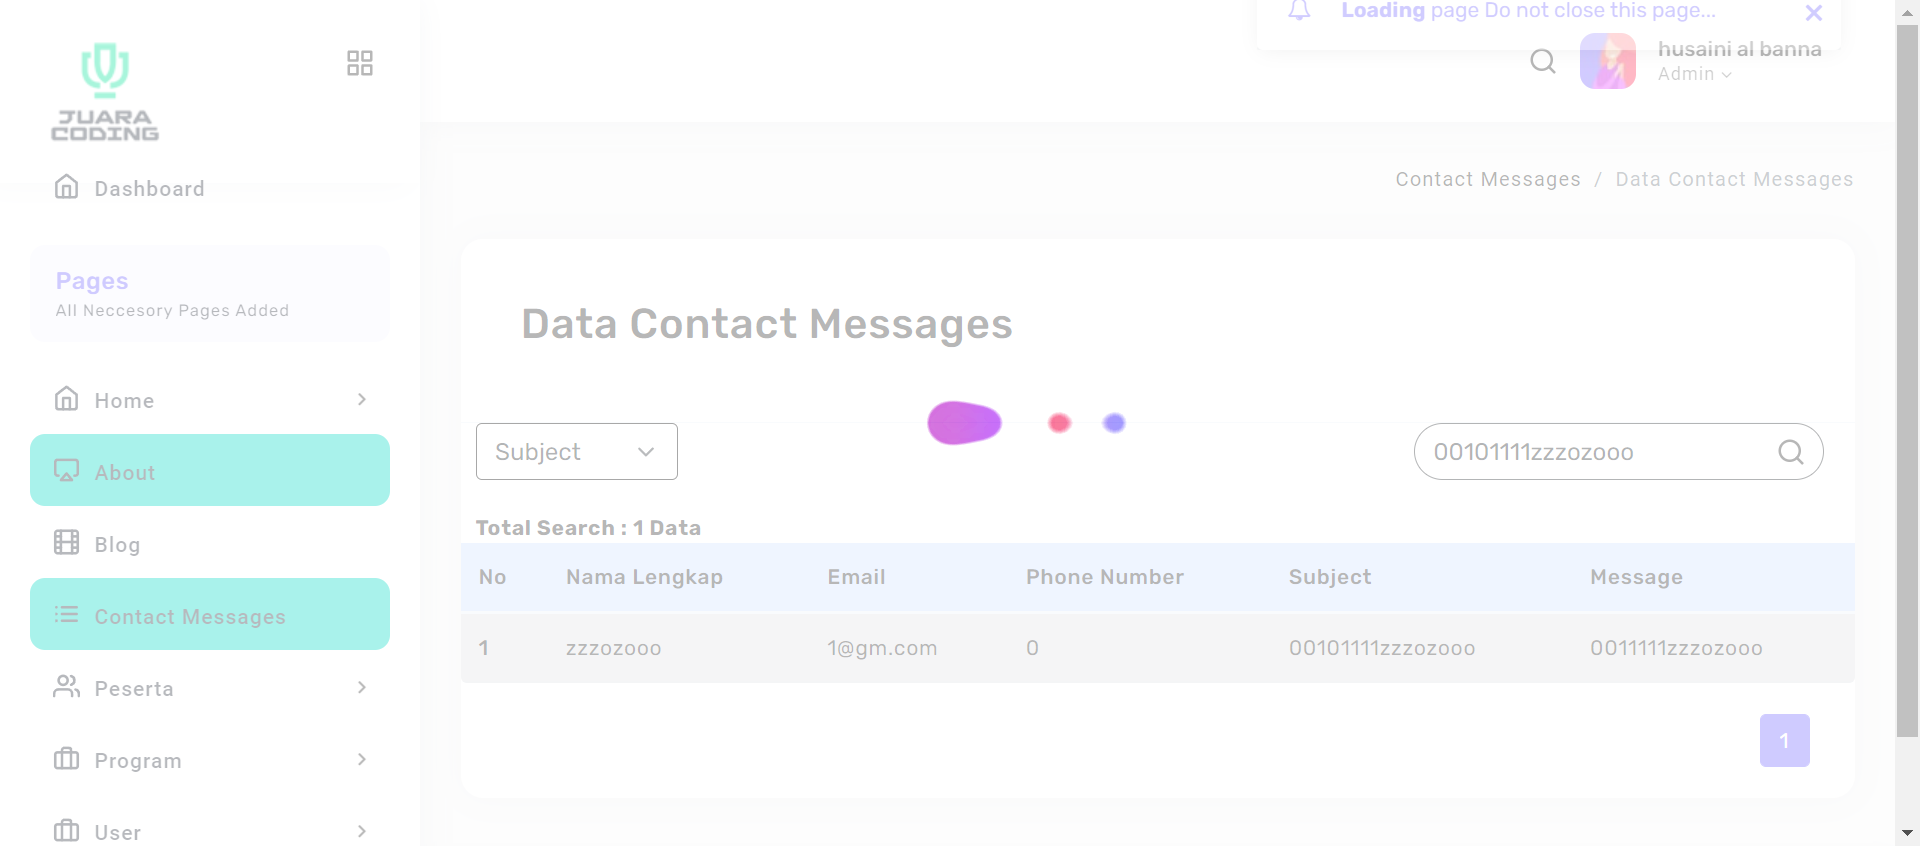 Loading page Do not close this page...
husaini al banna
Admin
JUARA
CODING
Dashboard
Contact Messages / Data Contact Messages
Pages
All Neccesory Pages Added
Data Contact Messages
Home
About
Blog
Contact Messages
Peserta
Program
User
Subject
00101111zzzozooo
Total Search : 1 Data
No Nama Lengkap Email Phone Number Subject Message
1 zzzozooo 1@gm.com 0 00101111zzzozooo 0011111zzzozooo
1